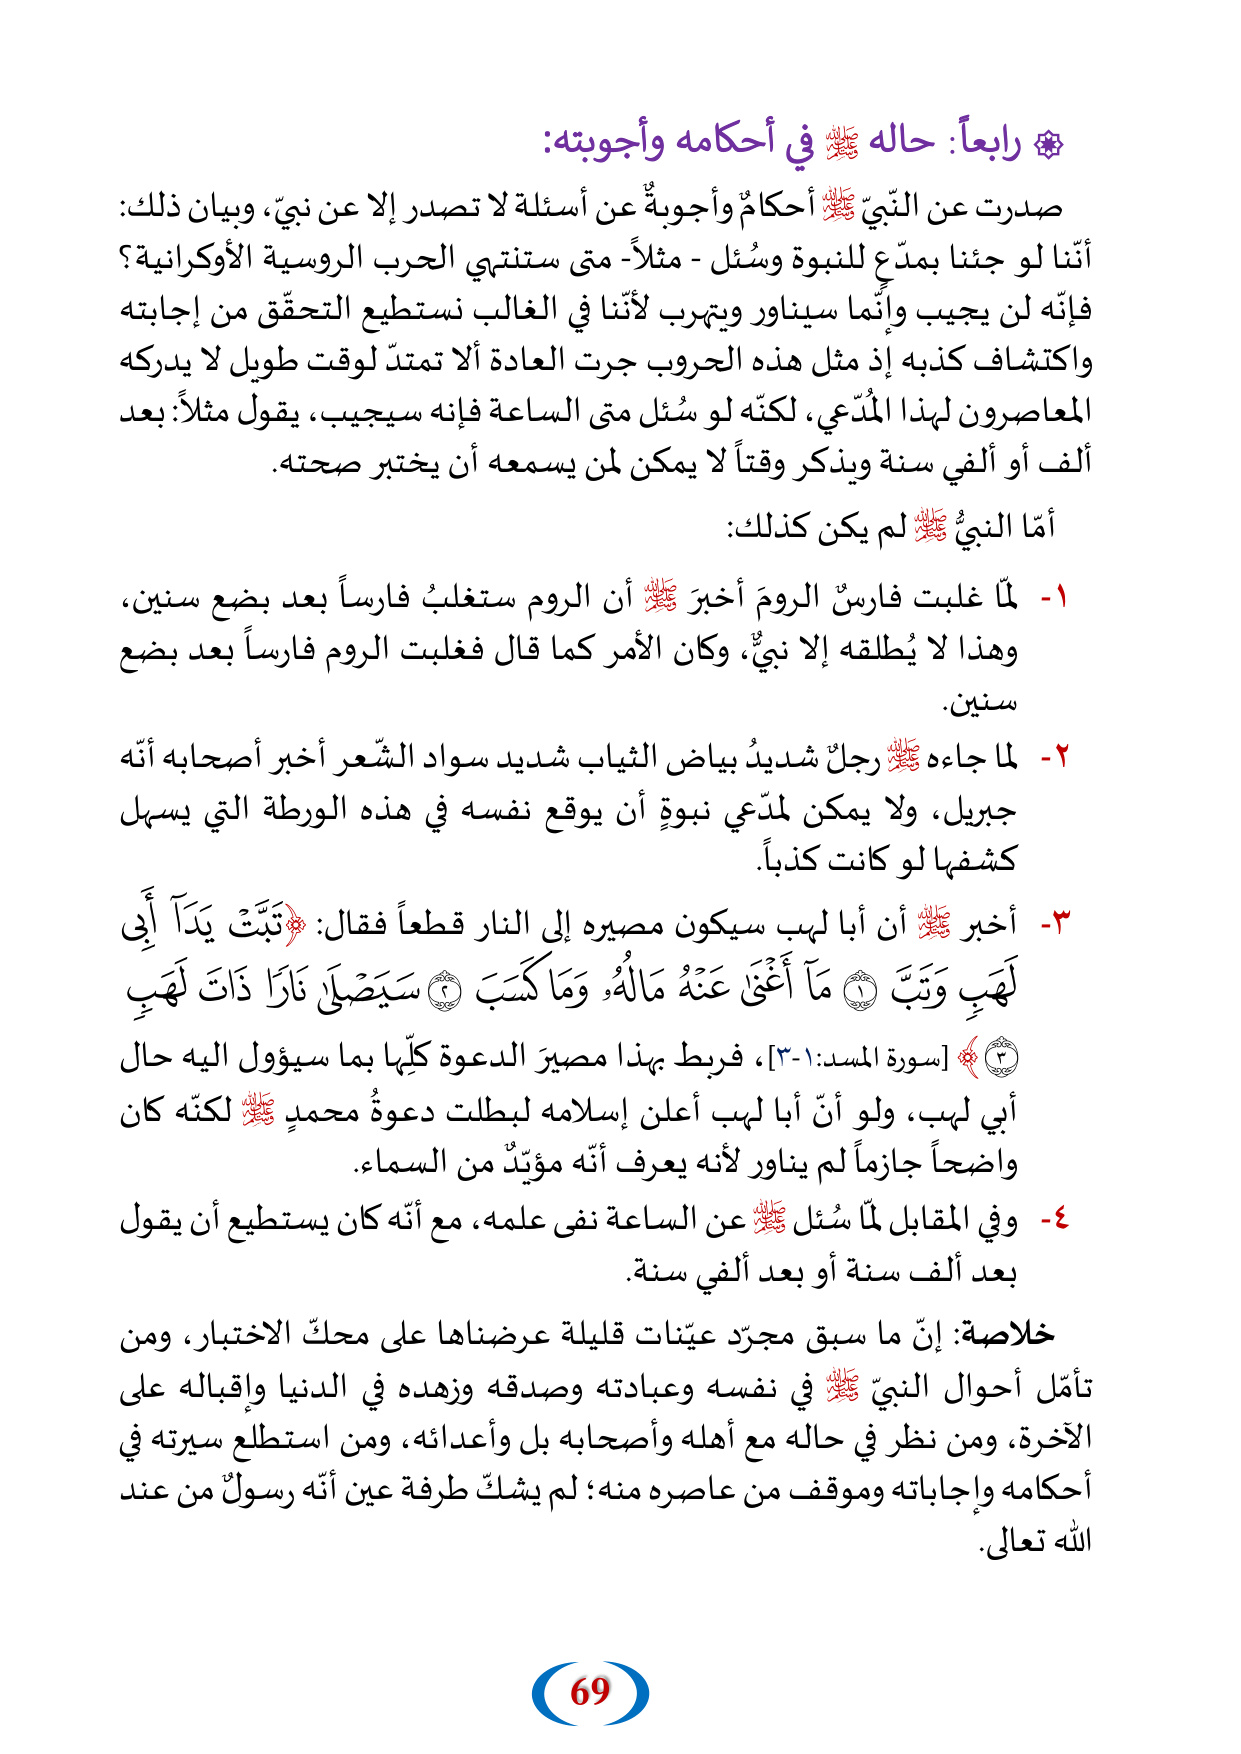 رابعاً: حاله ﷺ في أحكامه وأجوبته:
صدرت عن النّبيّ ﷺ أحكامٌ وأجوبةٌ عن أسئلة لا تصدر إلا عن نبيّ، وبيان ذلك:
أنّنا لو جئنا بمدّعٍ للنبوة وسُئل - مثلاً- متى ستنتهي الحرب الروسية الأوكرانية؟
فإنّه لن يجيب وإنّما سيناور ويتهرب لأنّنا في الغالب نستطيع التحقّق من إجابته
واكتشاف كذبه إذ مثل هذه الحروب جرت العادة ألا تمتدّ لوقت طويل لا يدركه
المعاصرون لهذا المُدّعي، لكنّه لو سُئل متى الساعة فإنه سيجيب، يقول مثلاً: بعد
ألف أو ألفي سنة ويذكر وقتاً لا يمكن لمن يسمعه أن يختبر صحته.
أمّا النبيُّ ﷺ لم يكن كذلك:
١- لمّا غلبت فارسٌ الرومَ أخبرَ ﷺ أن الروم ستغلبُ فارساً بعد بضع سنين،
وهذا لا يُطلقه إلا نبيٌّ، وكان الأمر كما قال فغلبت الروم فارساً بعد بضع
سنين.
٢- لما جاءه ﷺ رجلٌ شديدُ بياض الثياب شديد سواد الشّعر أخبر أصحابه أنّه
جبريل، ولا يمكن لمدّعي نبوةٍ أن يوقع نفسه في هذه الورطة التي يسهل
كشفها لو كانت كذباً.
٣- أخبر ﷺ أن أبا لهب سيكون مصيره إلى النار قطعاً فقال: ﴿تَبَّتۡ يَدَآ أَبِي
لَهَبٖ وَتَبَّ ١ مَآ أَغۡنَىٰ عَنۡهُ مَالُهُۥ وَمَا كَسَبَ ٢ سَيَصۡلَىٰ نَارٗا ذَاتَ لَهَبٖ
٣﴾ [سورة المسد:١-٣]، فربط بهذا مصيرَ الدعوة كلِّها بما سيؤول اليه حال
أبي لهب، ولو أنّ أبا لهب أعلن إسلامه لبطلت دعوةُ محمدٍ ﷺ لكنّه كان
واضحاً جازماً لم يناور لأنه يعرف أنّه مؤيّدٌ من السماء.
٤- وفي المقابل لمّا سُئل ﷺ عن الساعة نفى علمه، مع أنّه كان يستطيع أن يقول
بعد ألف سنة أو بعد ألفي سنة.
خلاصة: إنّ ما سبق مجرّد عيّنات قليلة عرضناها على محكّ الاختبار، ومن
تأمّل أحوال النبيّ ﷺ في نفسه وعبادته وصدقه وزهده في الدنيا وإقباله على
الآخرة، ومن نظر في حاله مع أهله وأصحابه بل وأعدائه، ومن استطلع سيرته في
أحكامه وإجاباته وموقف من عاصره منه؛ لم يشكّ طرفة عين أنّه رسولٌ من عند
الله تعالى.
69